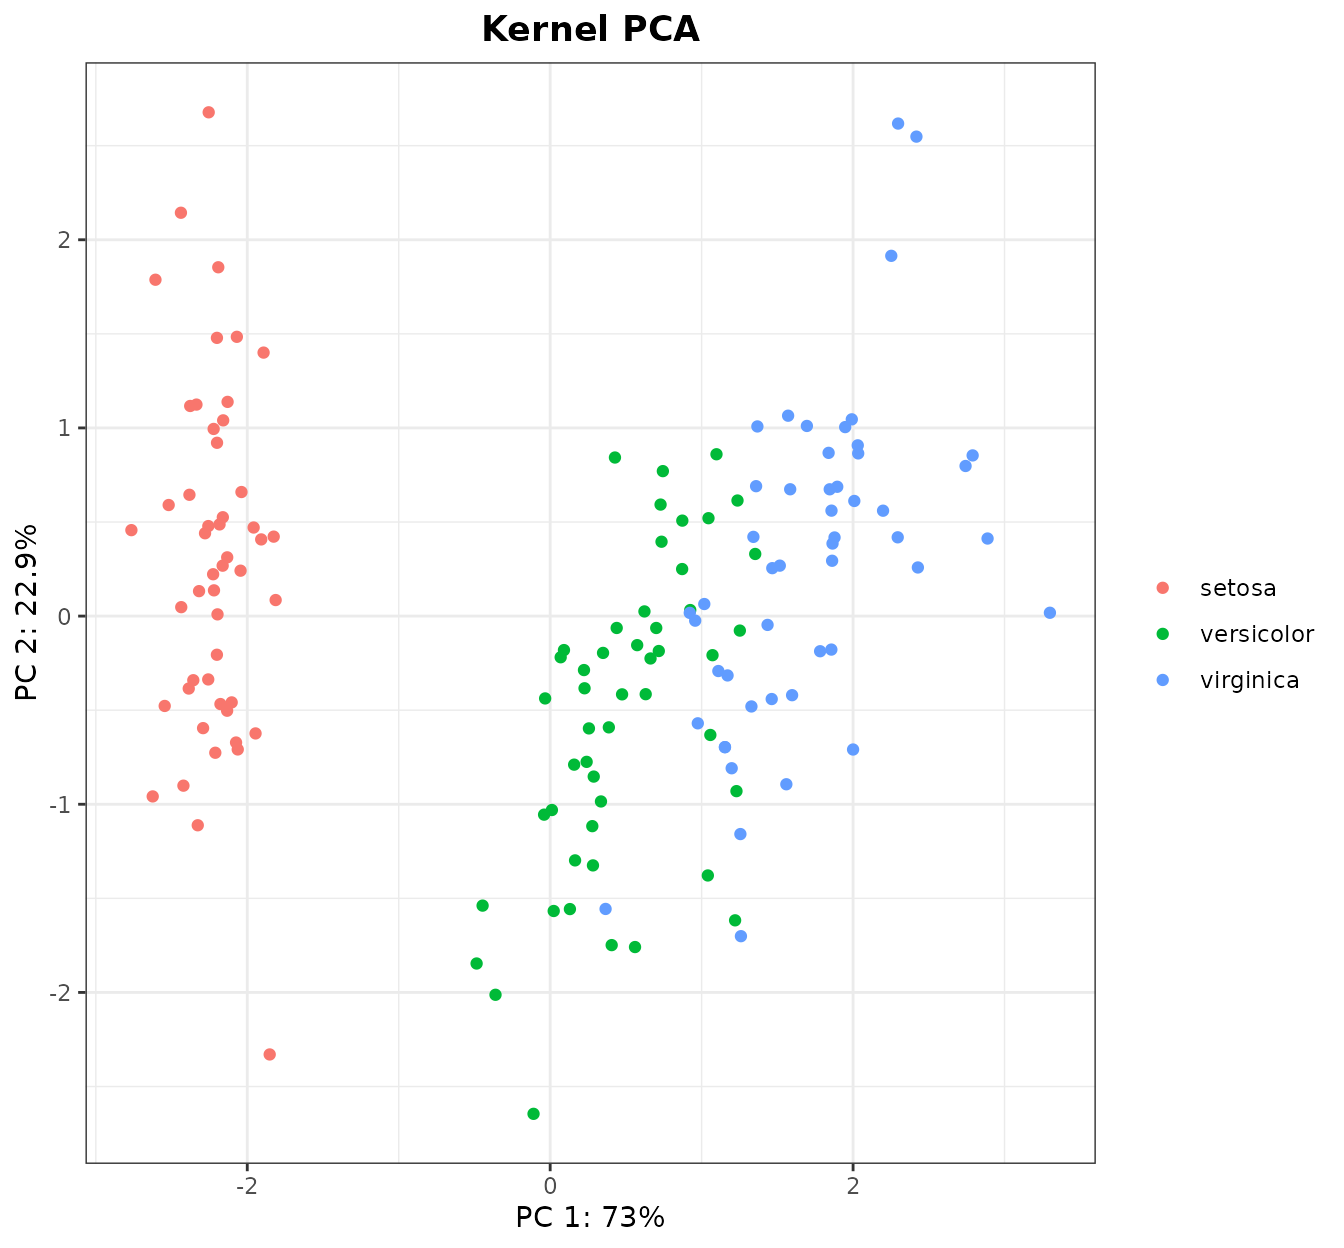 Kernel PCA
PC 2: 22.9%
2
1
0
-1
-2
-2
0
2
PC 1: 73%
setosa
versicolor
virginica